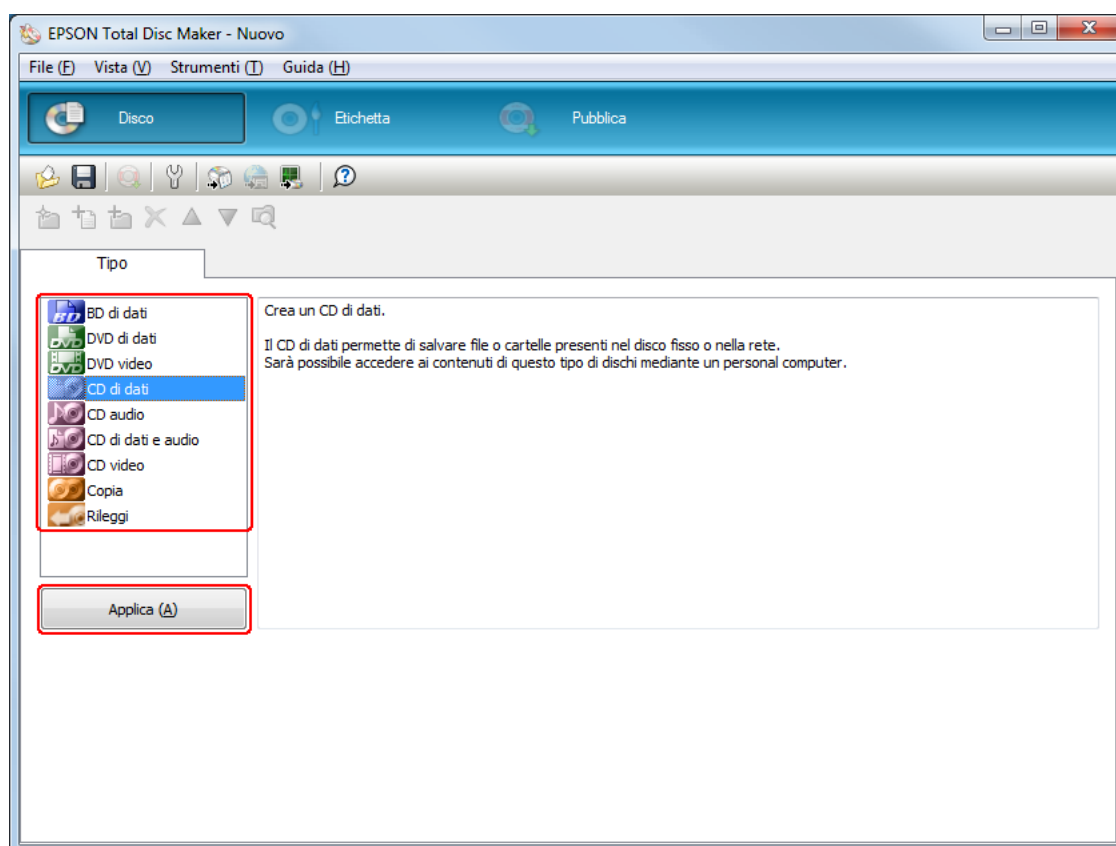 EPSON Total Disc Maker - Nuovo
File (F) Vista (V) Strumenti (T) Guida (H)
Disco Etichetta Pubblica
Tipo
BD BD di dati
DVD DVD di dati
DVD DVD video
CD di dati
CD audio
CD di dati e audio
CD video
Copia
Rileggi
Applica (A)
Crea un CD di dati.
Il CD di dati permette di salvare file o cartelle presenti nel disco fisso o nella rete.
Sarà possibile accedere ai contenuti di questo tipo di dischi mediante un personal computer.